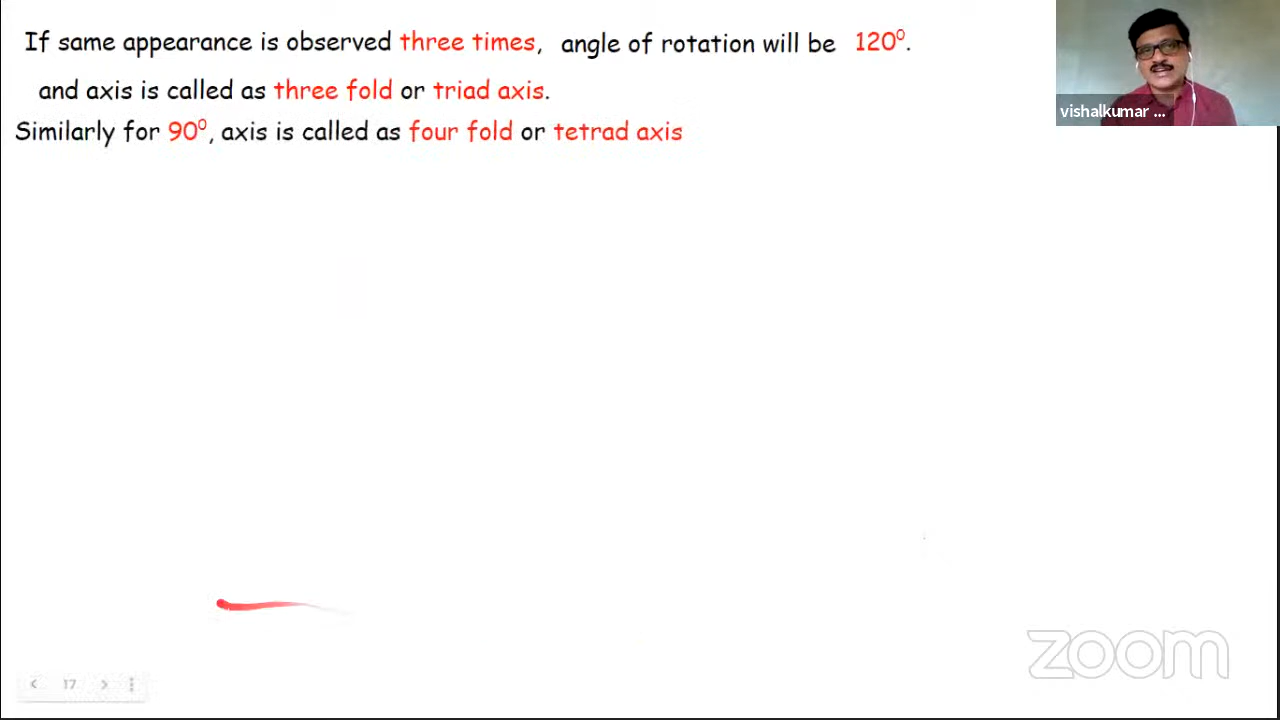 If same appearance is observed three times, angle of rotation will be 120⁰.
and axis is called as three fold or triad axis.
Similarly for 90⁰, axis is called as four fold or tetrad axis
vishalkumar ...
zoom
17